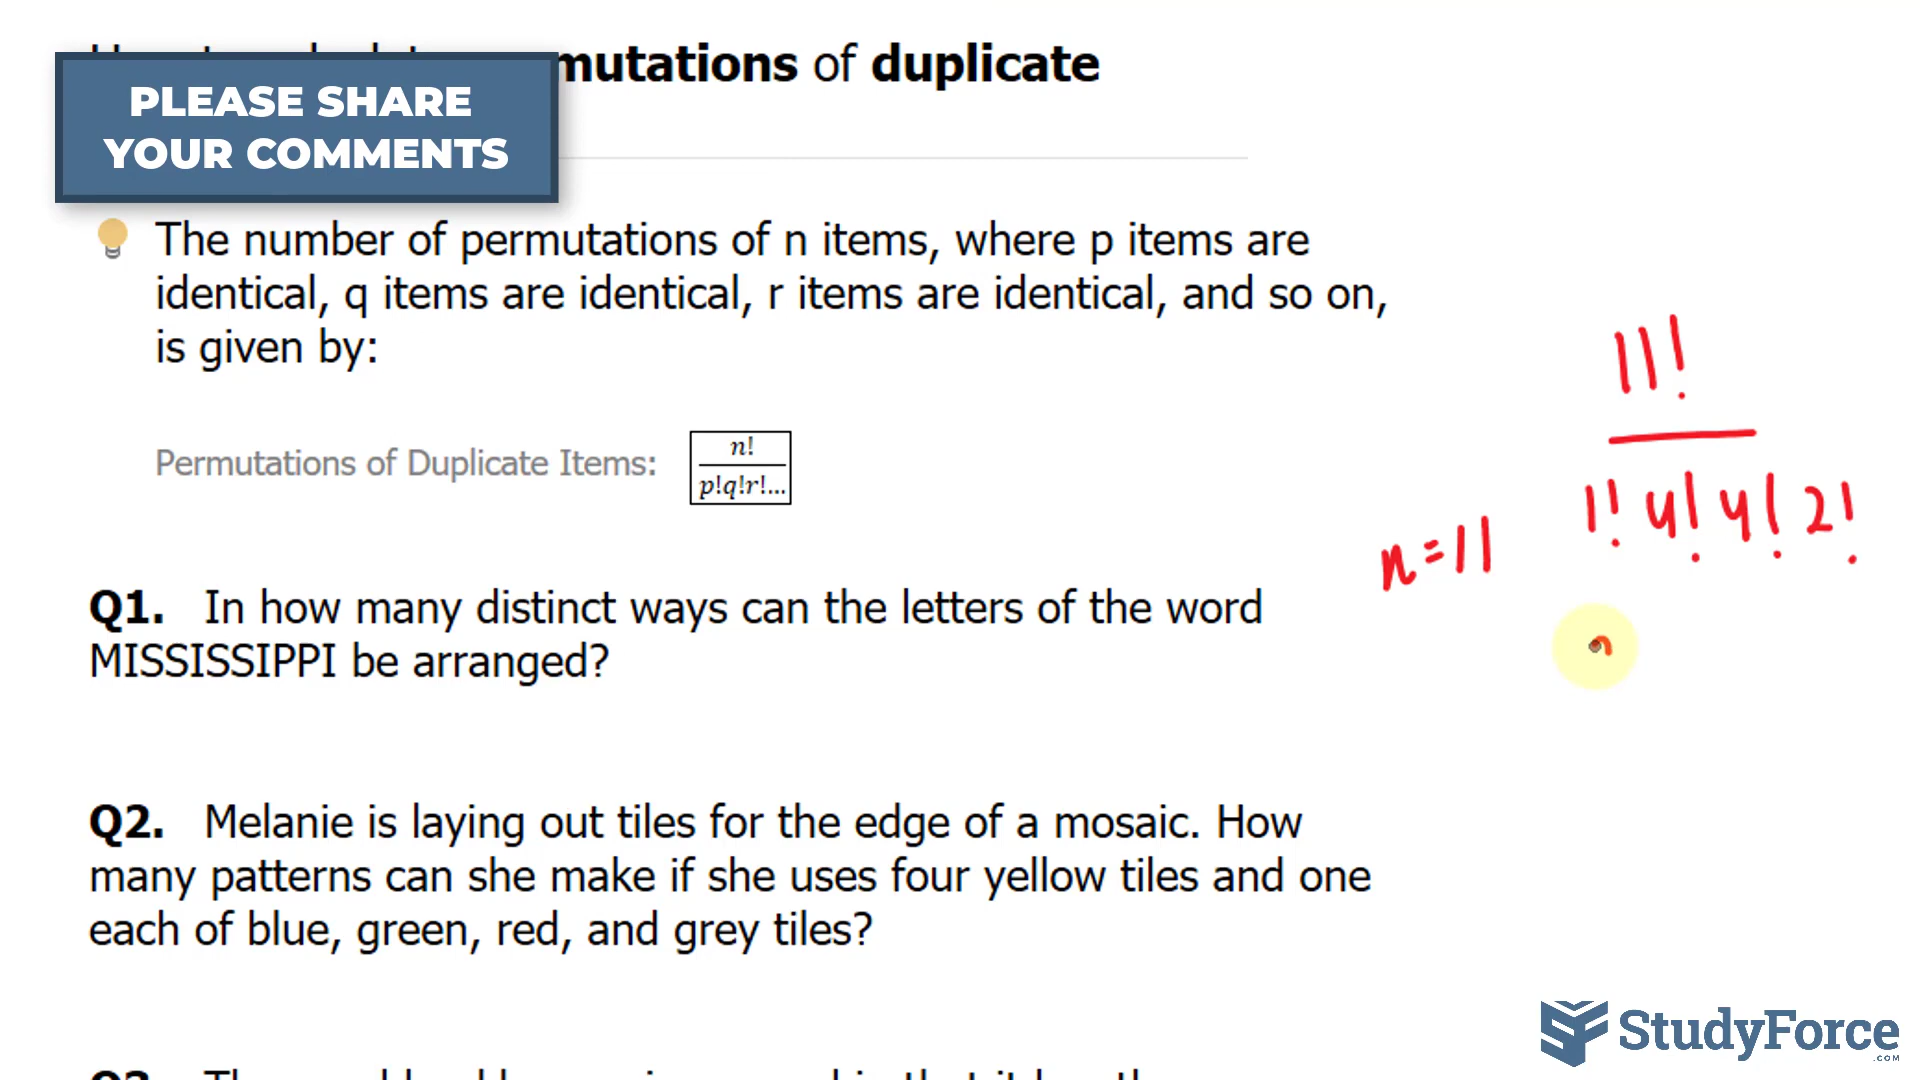 PLEASE SHARE
YOUR COMMENTS
mutations of duplicate
The number of permutations of n items, where p items are
identical, q items are identical, r items are identical, and so on,
is given by:
Permutations of Duplicate Items:
n!
p!q!r!...
11!
1! 4! 4! 2!
n=11
Q1. In how many distinct ways can the letters of the word
MISSISSIPPI be arranged?
Q2. Melanie is laying out tiles for the edge of a mosaic. How
many patterns can she make if she uses four yellow tiles and one
each of blue, green, red, and grey tiles?
StudyForce
.COM